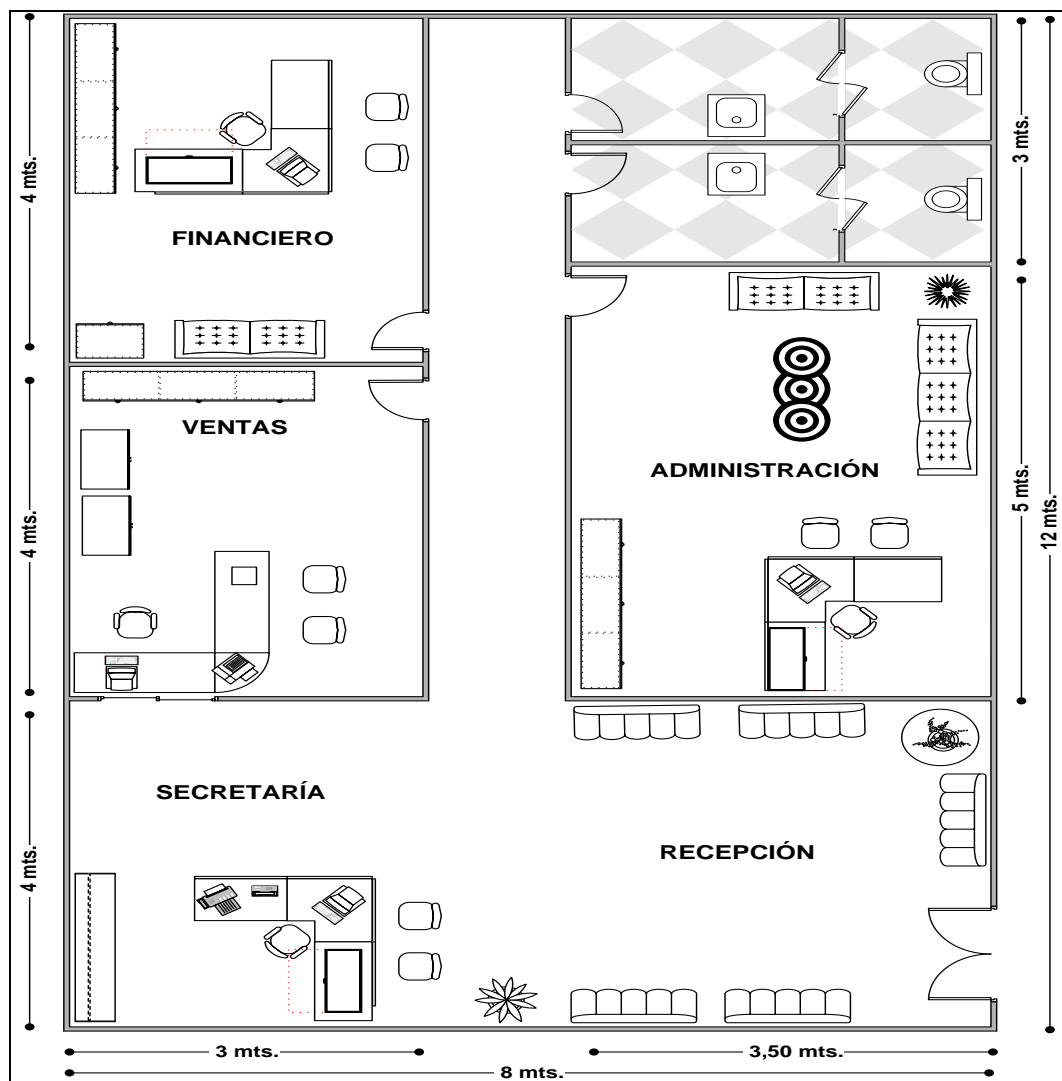 4 mts.
3 mts.
FINANCIERO
VENTAS
4 mts.
ADMINISTRACIÓN
5 mts.
12 mts.
SECRETARÍA
RECEPCIÓN
4 mts.
3 mts.
3,50 mts.
8 mts.